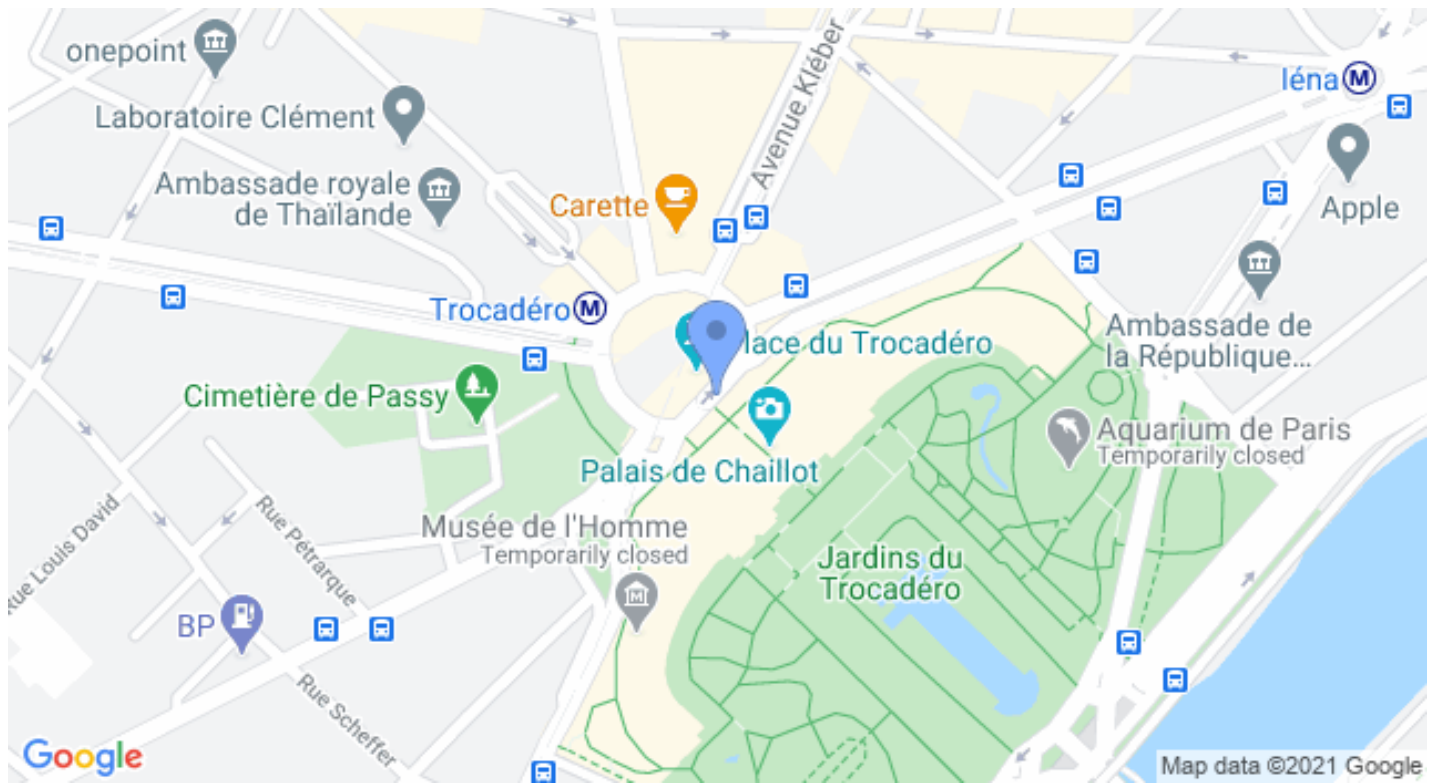 onepoint
Laboratoire Clément
Ambassade royale
de Thaïlande
Carette
Avenue Kléber
Iéna
M
Apple
Trocadéro
M
lace du Trocadéro
Ambassade de
la République...
Cimetière de Passy
Palais de Chaillot
Aquarium de Paris
Temporarily closed
Musée de l'Homme
Temporarily closed
Jardins du
Trocadéro
Rue Louis David
Rue Pétrarque
BP
Rue Scheffer
Google
Map data ©2021 Google